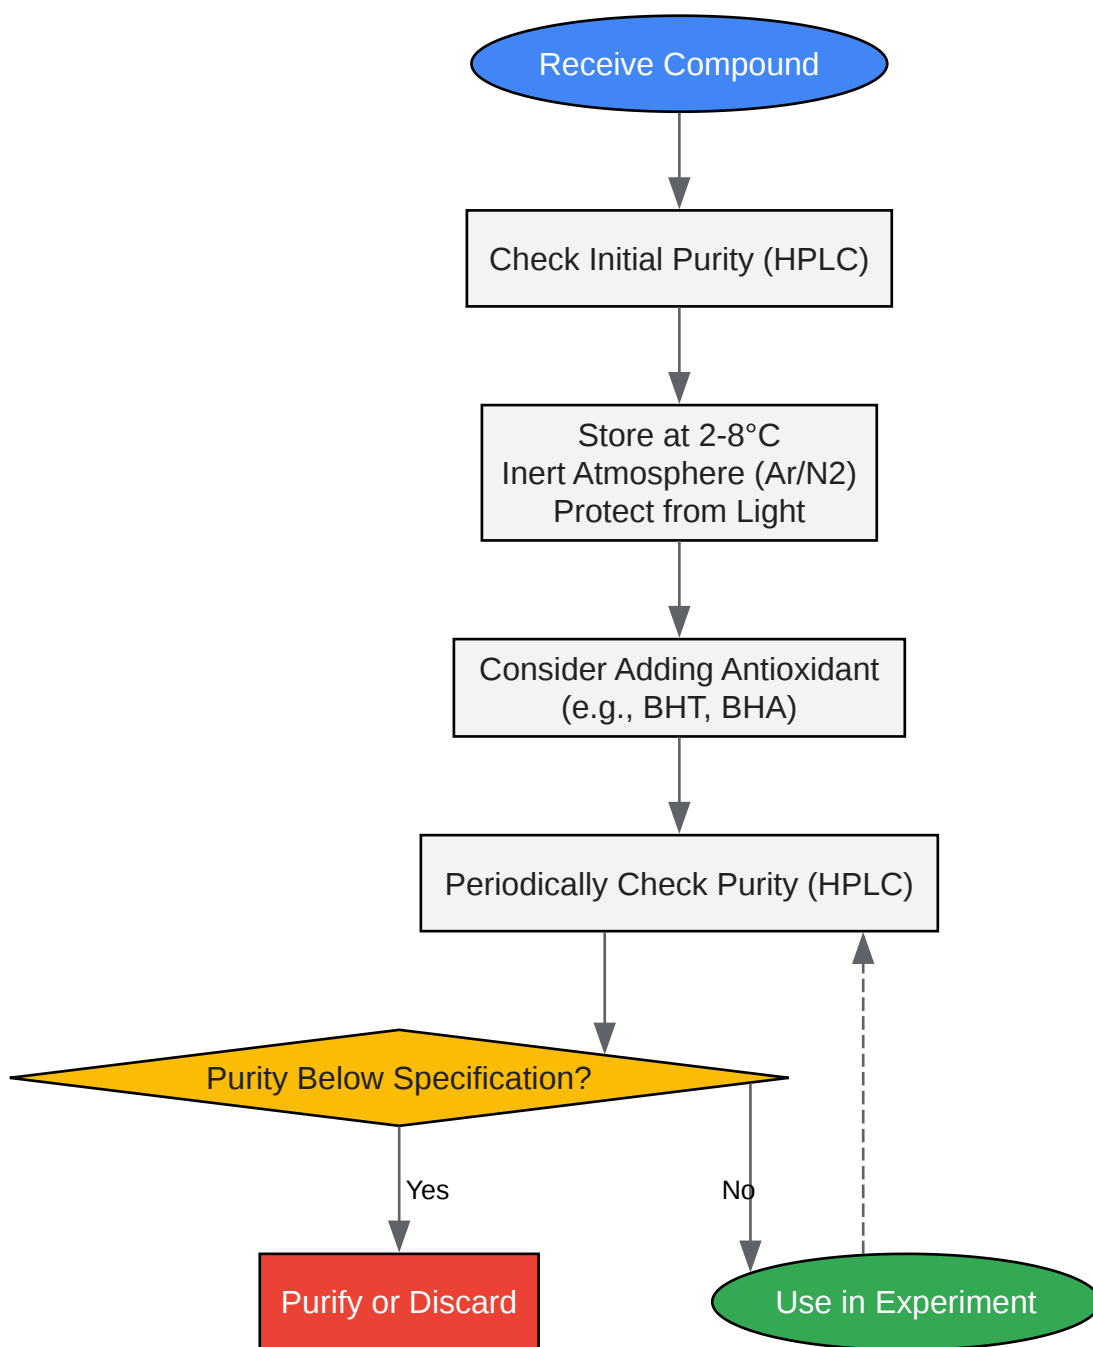 Receive Compound
Check Initial Purity (HPLC)
Store at 2-8°C
Inert Atmosphere (Ar/N2)
Protect from Light
Consider Adding Antioxidant
(e.g., BHT, BHA)
Periodically Check Purity (HPLC)
Purity Below Specification?
Yes
No
Purify or Discard
Use in Experiment